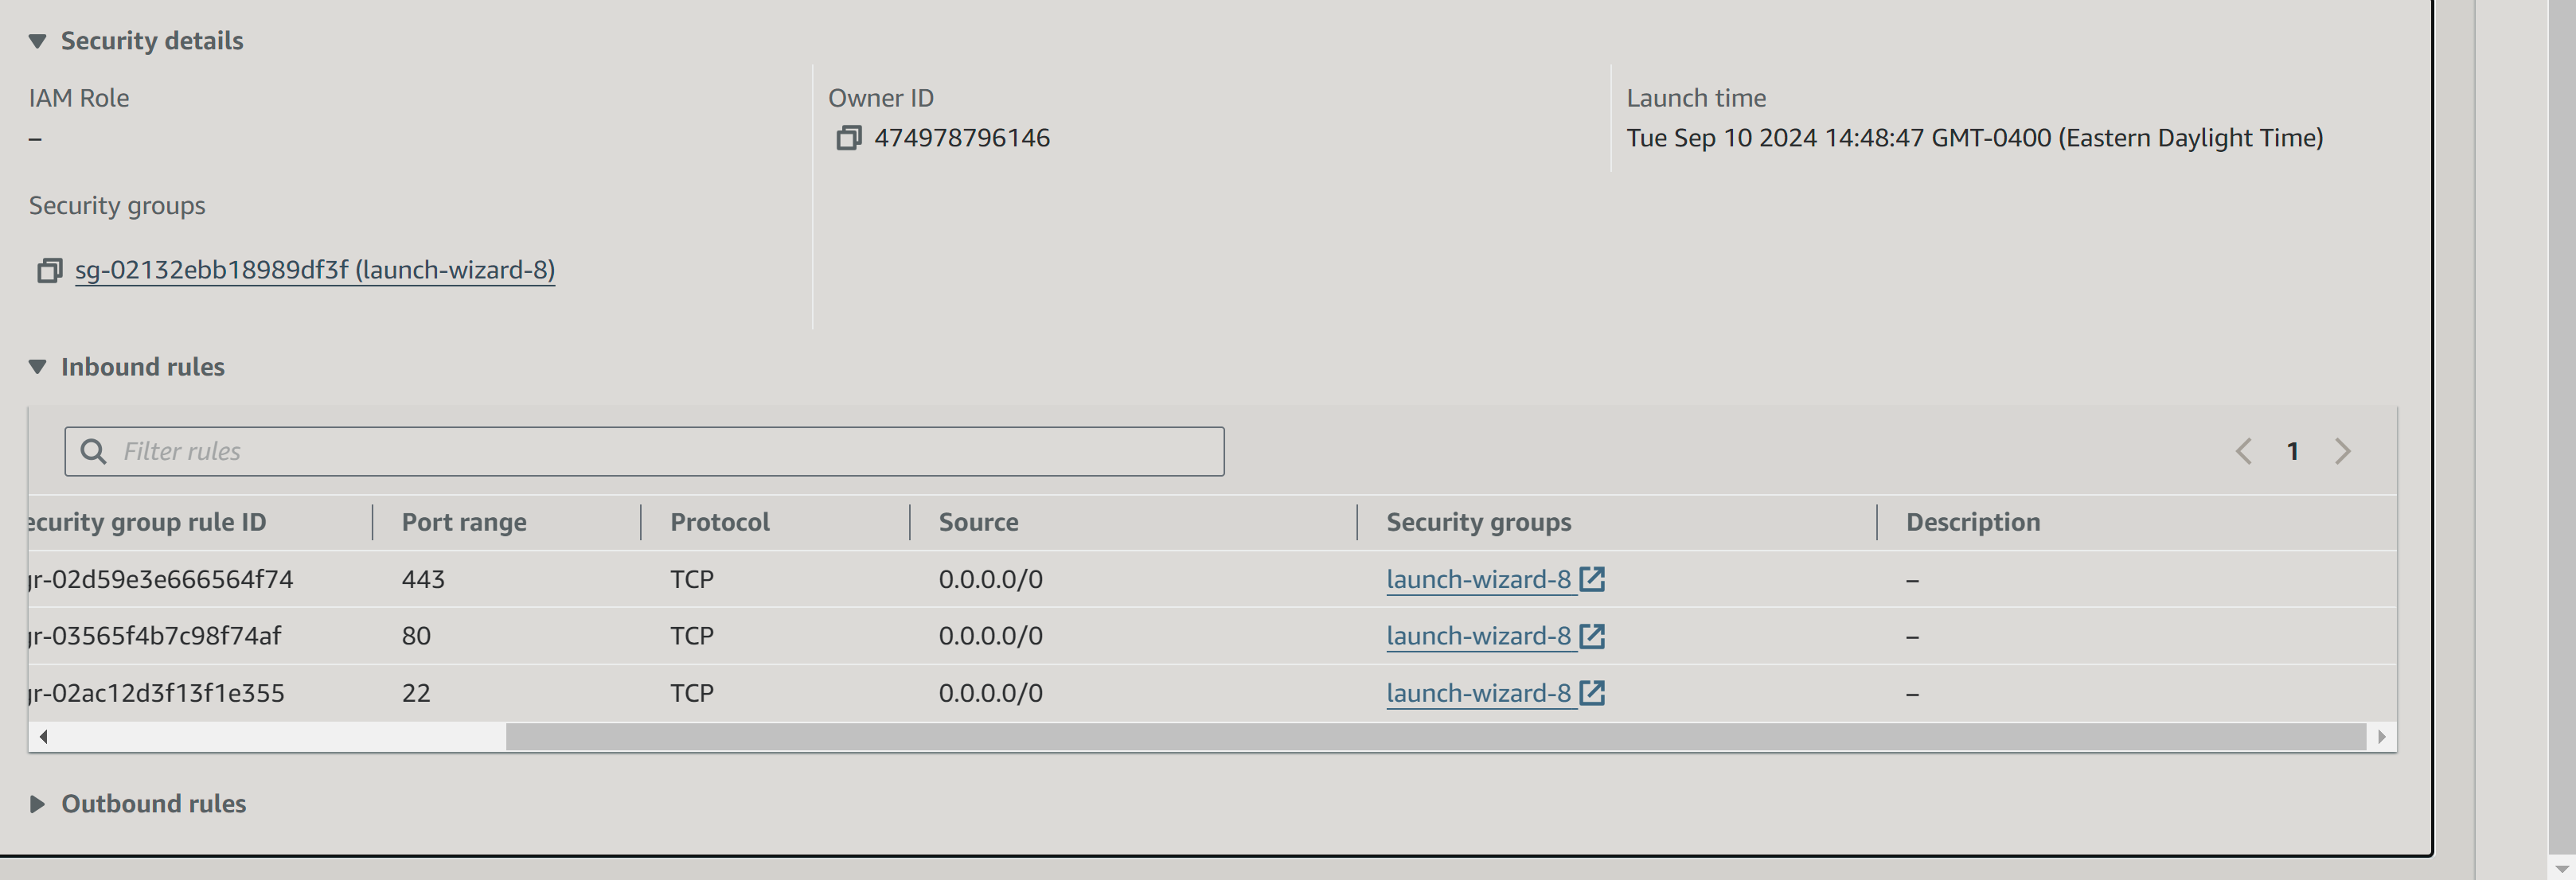 Security details
IAM Role
–
Owner ID
474978796146
Launch time
Tue Sep 10 2024 14:48:47 GMT-0400 (Eastern Daylight Time)
Security groups
sg-02132ebb18989df3f (launch-wizard-8)
Inbound rules
Filter rules
1
ecurity group rule ID Port range Protocol Source Security groups Description
gr-02d59e3e666564f74 443 TCP 0.0.0.0/0 launch-wizard-8 –
gr-03565f4b7c98f74af 80 TCP 0.0.0.0/0 launch-wizard-8 –
gr-02ac12d3f13f1e355 22 TCP 0.0.0.0/0 launch-wizard-8 –
Outbound rules